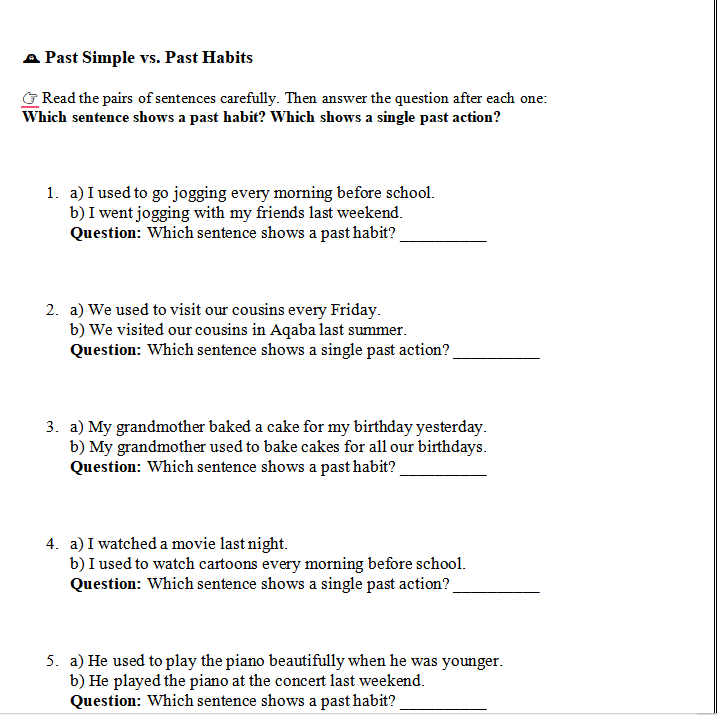 Past Simple vs. Past Habits
Read the pairs of sentences carefully. Then answer the question after each one:
Which sentence shows a past habit? Which shows a single past action?
1. a) I used to go jogging every morning before school.
b) I went jogging with my friends last weekend.
Question: Which sentence shows a past habit? ___________
2. a) We used to visit our cousins every Friday.
b) We visited our cousins in Aqaba last summer.
Question: Which sentence shows a single past action? ___________
3. a) My grandmother baked a cake for my birthday yesterday.
b) My grandmother used to bake cakes for all our birthdays.
Question: Which sentence shows a past habit? ___________
4. a) I watched a movie last night.
b) I used to watch cartoons every morning before school.
Question: Which sentence shows a single past action? ___________
5. a) He used to play the piano beautifully when he was younger.
b) He played the piano at the concert last weekend.
Question: Which sentence shows a past habit? ___________